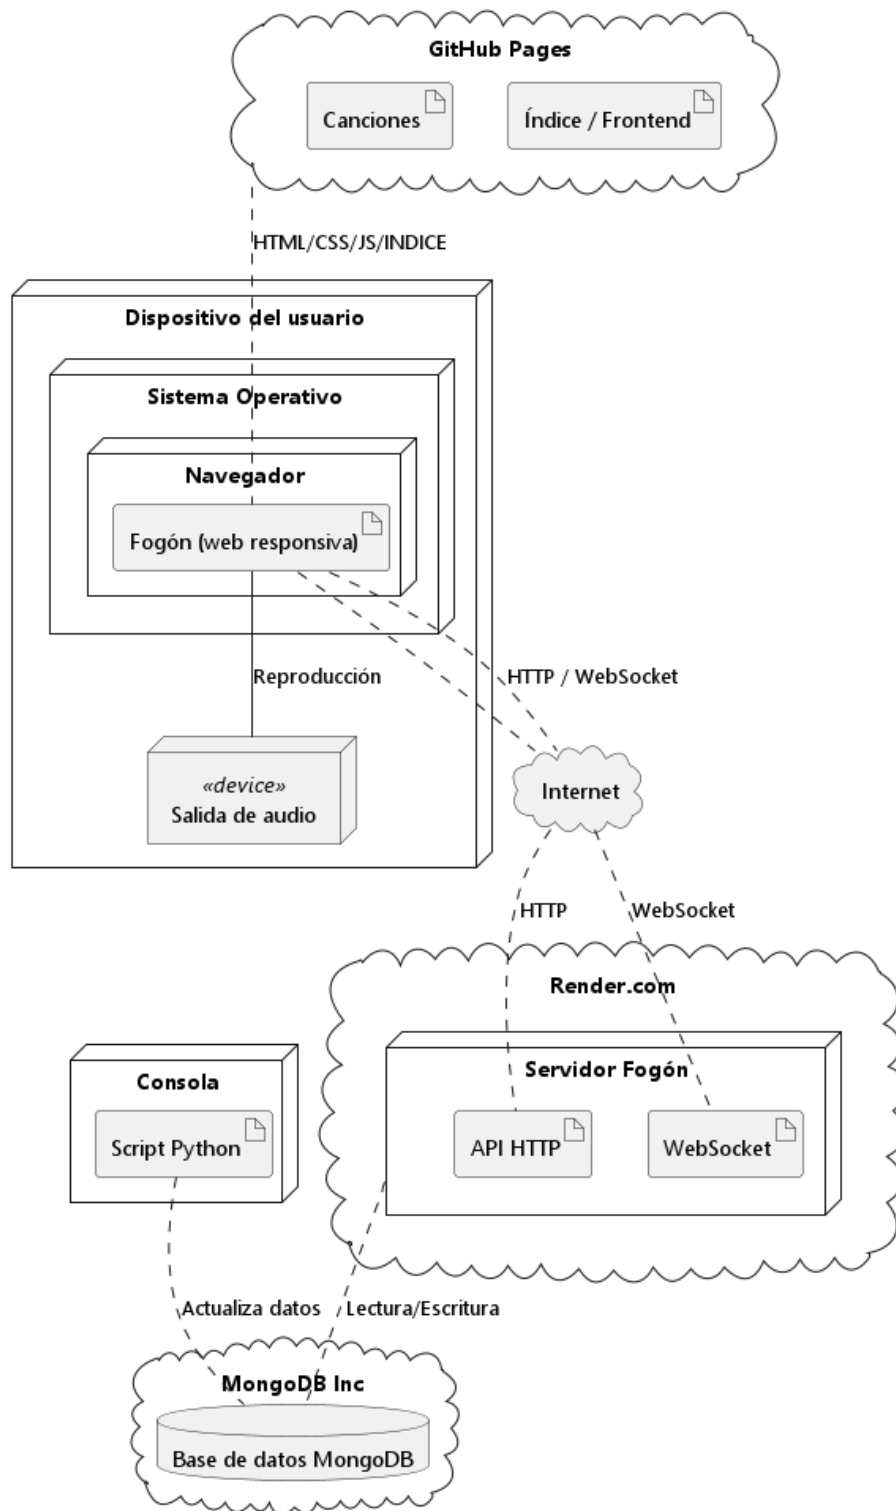 GitHub Pages
Canciones
Índice / Frontend
HTML/CSS/JS/INDICE
Dispositivo del usuario
Sistema Operativo
Navegador
Fogón (web responsiva)
Reproducción
HTTP / WebSocket
«device»
Salida de audio
Internet
HTTP
WebSocket
Render.com
Servidor Fogón
Consola
Script Python
API HTTP
WebSocket
Actualiza datos
Lectura/Escritura
MongoDB Inc
Base de datos MongoDB